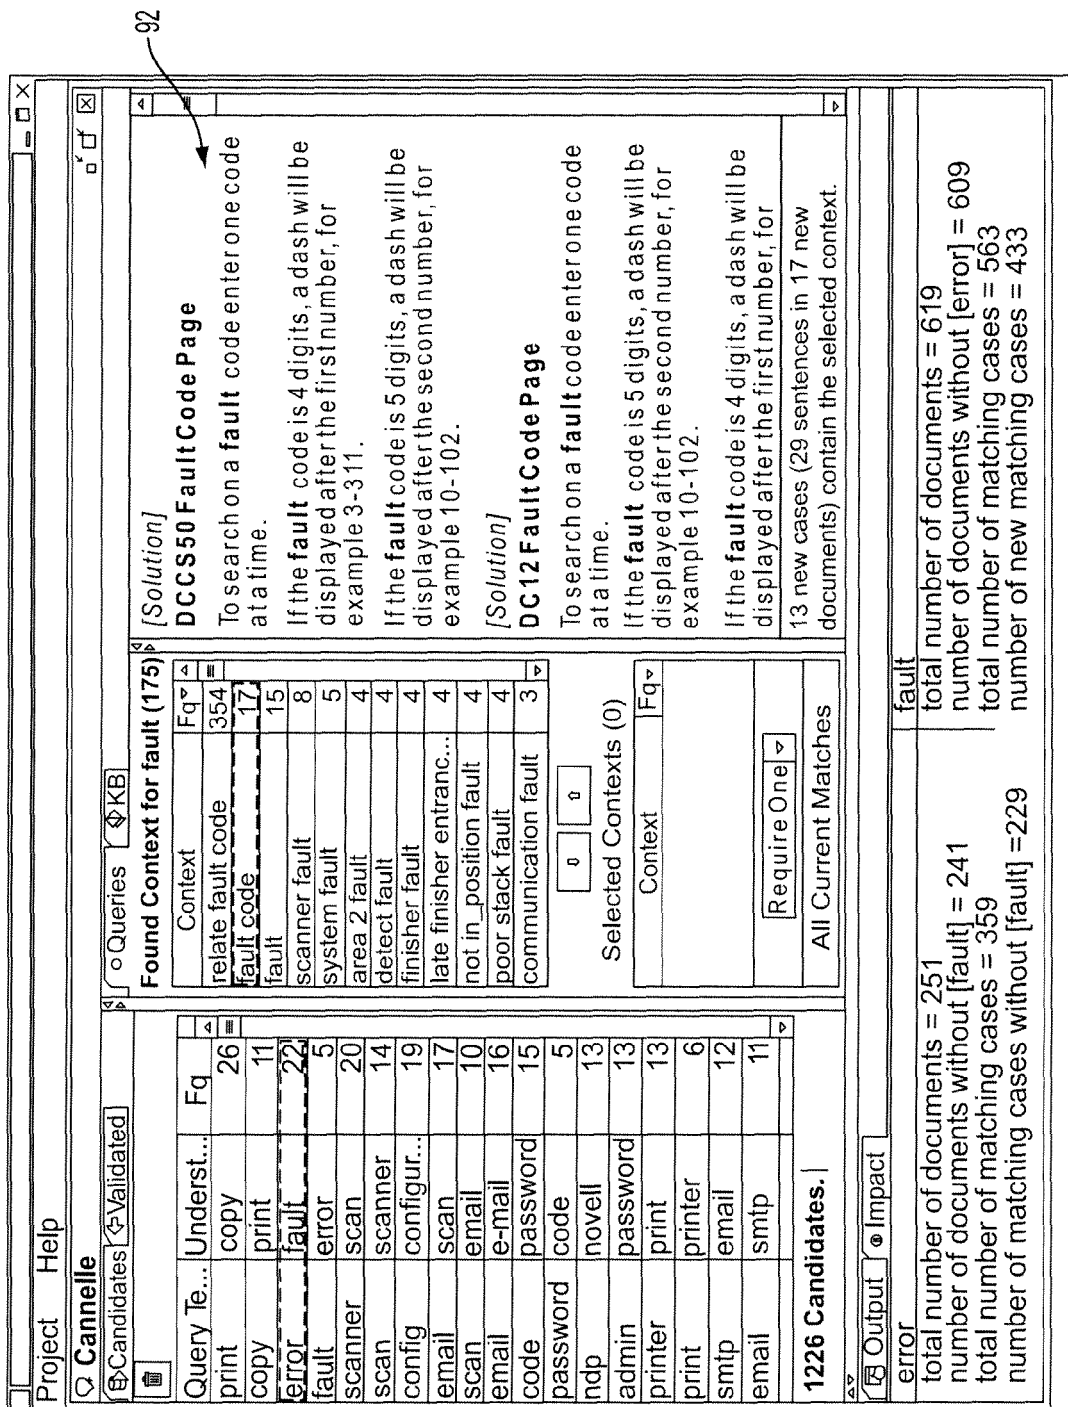 92
Project Help
Cannelle
Candidates Validated
Query Te... Underst... Fq
print copy 26
copy print 11
error fault 22
fault error 5
scanner scan 20
scan scanner 14
config configur... 19
email scan 17
scan email 10
email e-mail 16
code password 15
password code 5
ndp novell 13
admin password 13
printer print 13
print printer 6
smtp email 12
email smtp 11
1226 Candidates.
Queries KB
Found Context for fault (175)
Context Fq
relate fault code 354
fault code 17
fault 15
scanner fault 8
system fault 5
area 2 fault 4
detect fault 4
finisher fault 4
late finisher entranc... 4
not in_position fault 4
poor stack fault 4
communication fault 3
Selected Contexts (0)
Context Fq
Require One
All Current Matches
[Solution]
DCCS50 Fault Code Page
To search on a fault code enter one code
at a time.
If the fault code is 4 digits, a dash will be
displayed after the first number, for
example 3-311.
If the fault code is 5 digits, a dash will be
displayed after the second number, for
example 10-102.
[Solution]
DC12 Fault Code Page
To search on a fault code enter one code
at a time.
If the fault code is 5 digits, a dash will be
displayed after the second number, for
example 10-102.
If the fault code is 4 digits, a dash will be
displayed after the first number, for
13 new cases (29 sentences in 17 new
documents) contain the selected context.
Output Impact
error
total number of documents = 251
number of documents without [fault] = 241
total number of matching cases = 359
number of matching cases without [fault] =229
fault
total number of documents = 619
number of documents without [error] = 609
total number of matching cases = 563
number of new matching cases = 433